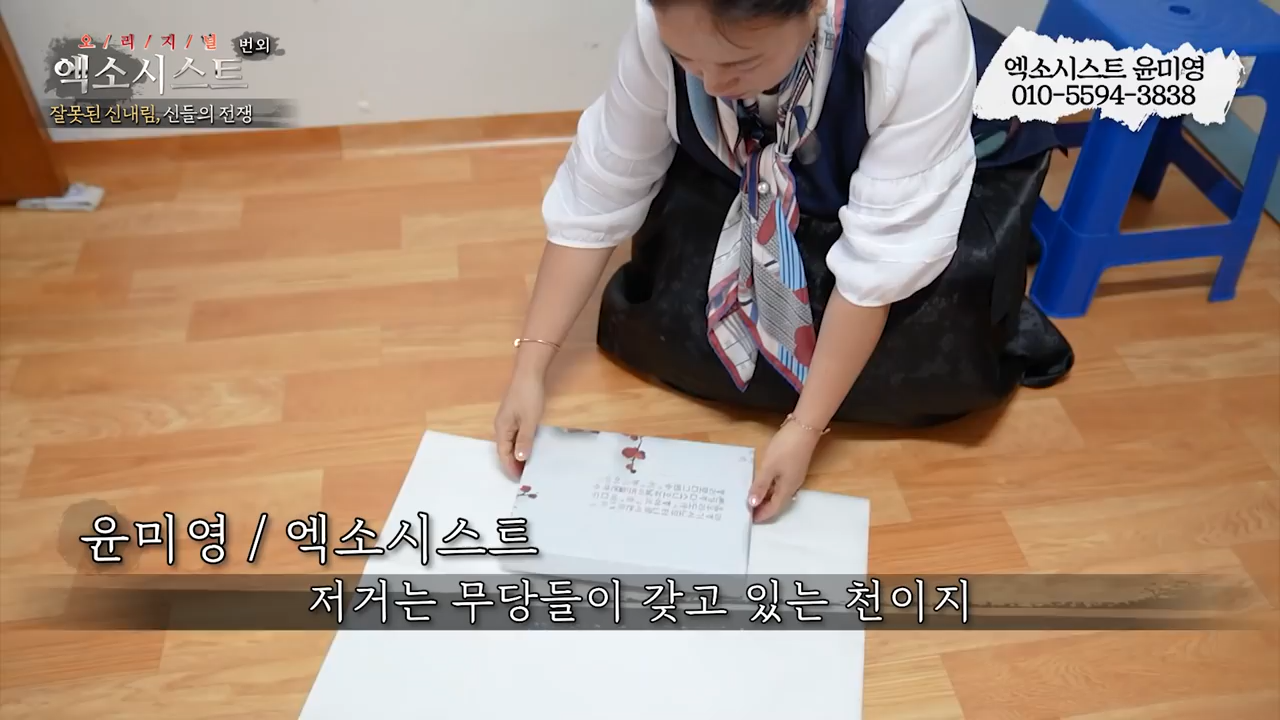 오/리/지/널 번외
엑소시스트
잘못된 신내림, 신들의 전쟁
엑소시스트 윤미영
010-5594-3838
윤미영 / 엑소시스트
저거는 무당들이 갖고 있는 천이지